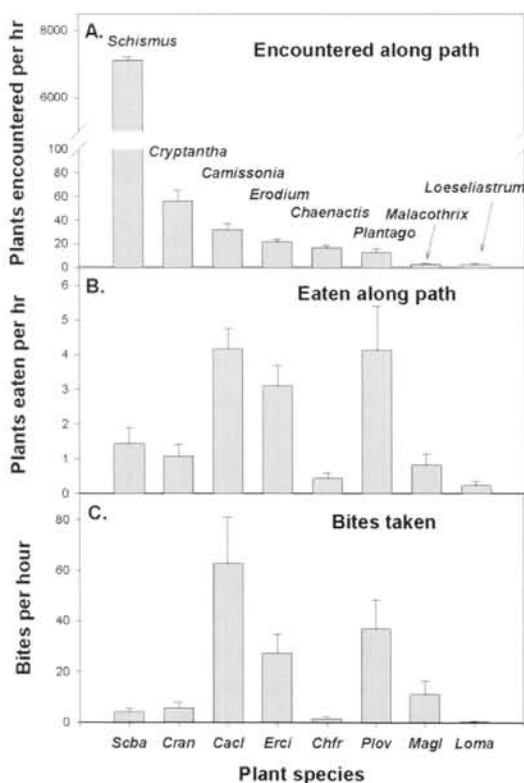 A.
Schismus
Encountered along path
Plants encountered per hr
8000
6000
100
80
60
40
20
0
Cryptantha
Camissonia
Erodium
Chaenactis
Plantago
Malacothrix
Loeseliastrum
B.
Eaten along path
Plants eaten per hr
6
5
4
3
2
1
0
C.
Bites taken
Bites per hour
80
60
40
20
0
Scba Cran Cacl Erci Chfr Plov Magl Loma
Plant species